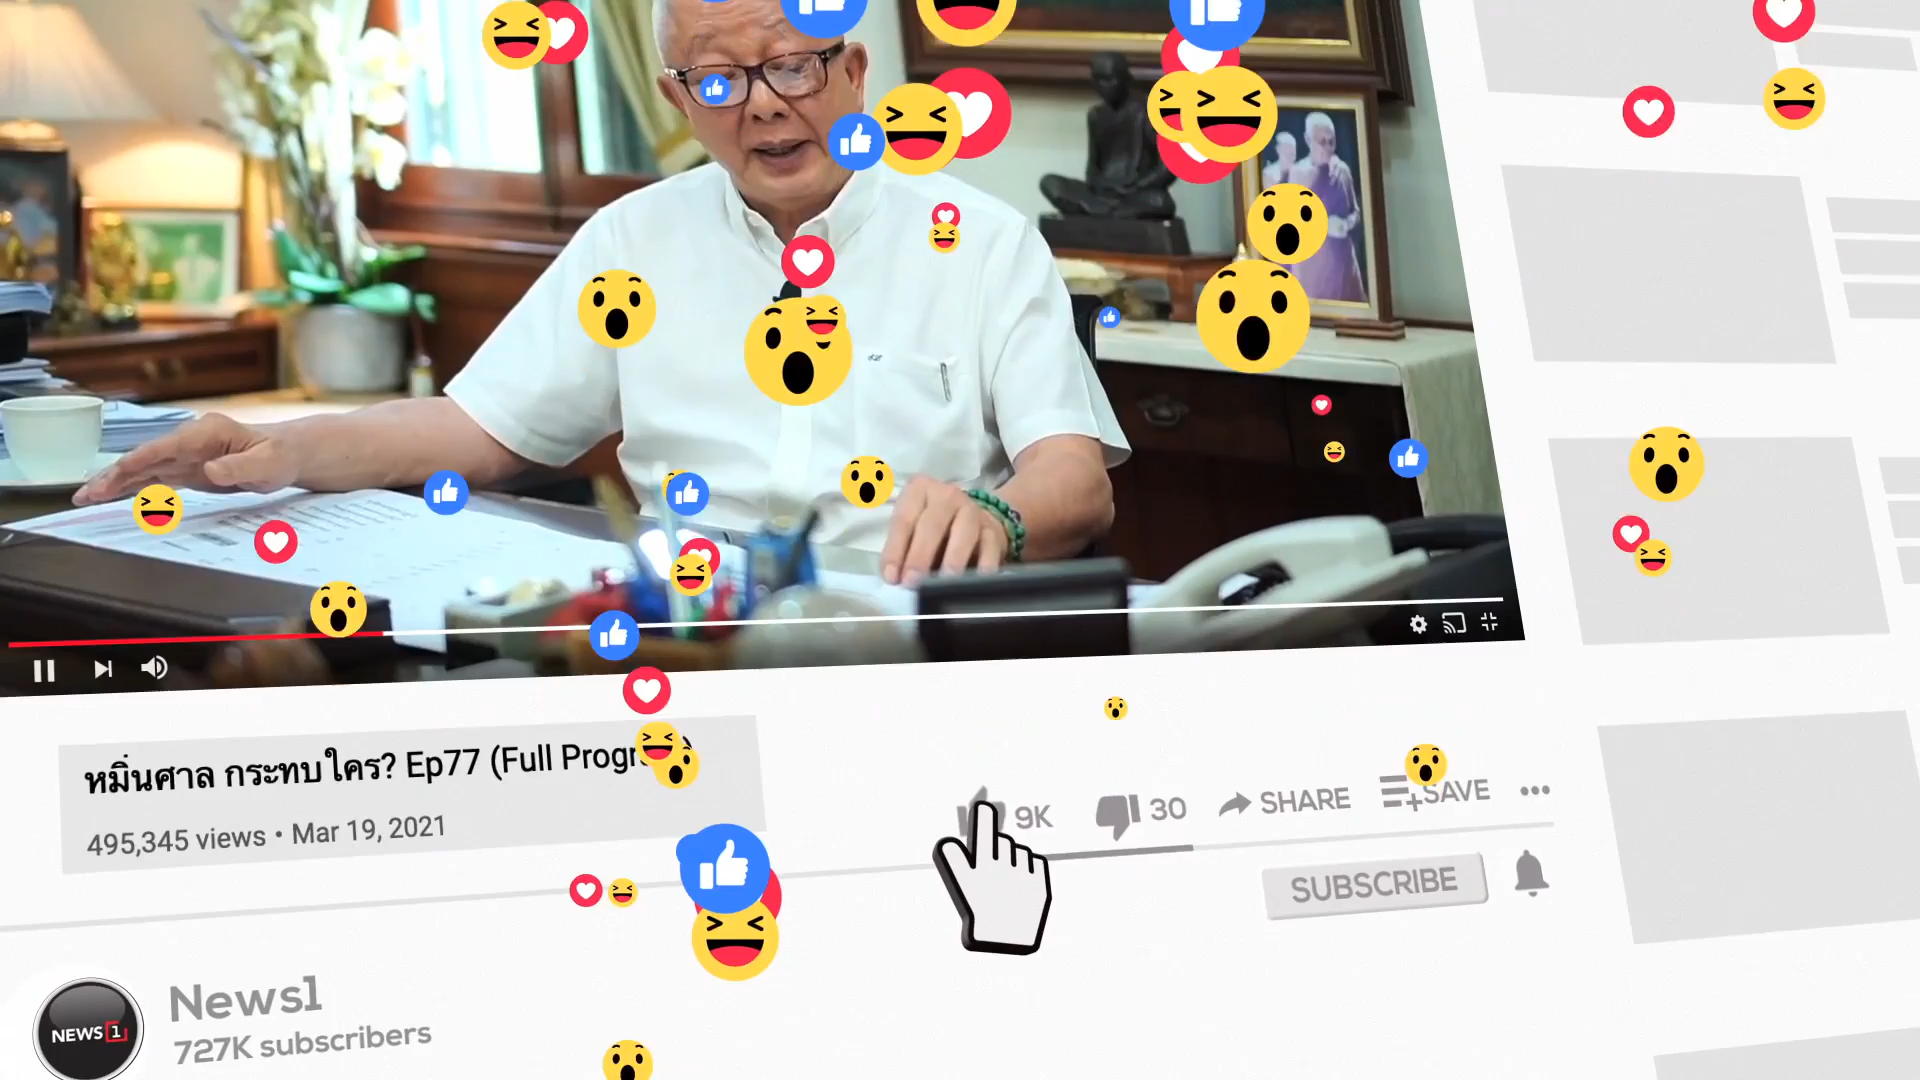 หมิ่นศาล กระทบใคร? Ep77 (Full Progr
495,345 views • Mar 19, 2021
9K
30
SHARE
SAVE
SUBSCRIBE
News1
727K subscribers
NEWS 1